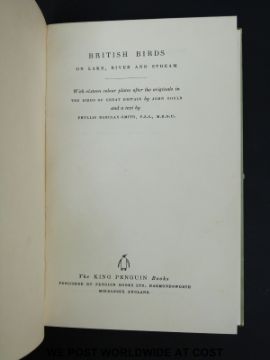 BRITISH BIRDS
ON LAKE, RIVER AND STREAM
With sixteen colour plates after the originals in
THE BIRDS OF GREAT BRITAIN by JOHN GOULD
and a text by
PHYLLIS BARCLAY-SMITH, F.Z.S., M.B.O.U.
The KING PENGUIN Books
PUBLISHED BY PENGUIN BOOKS LTD, HARMONDSWORTH
MIDDLESEX, ENGLAND
WE POST WORLDWIDE AT COST